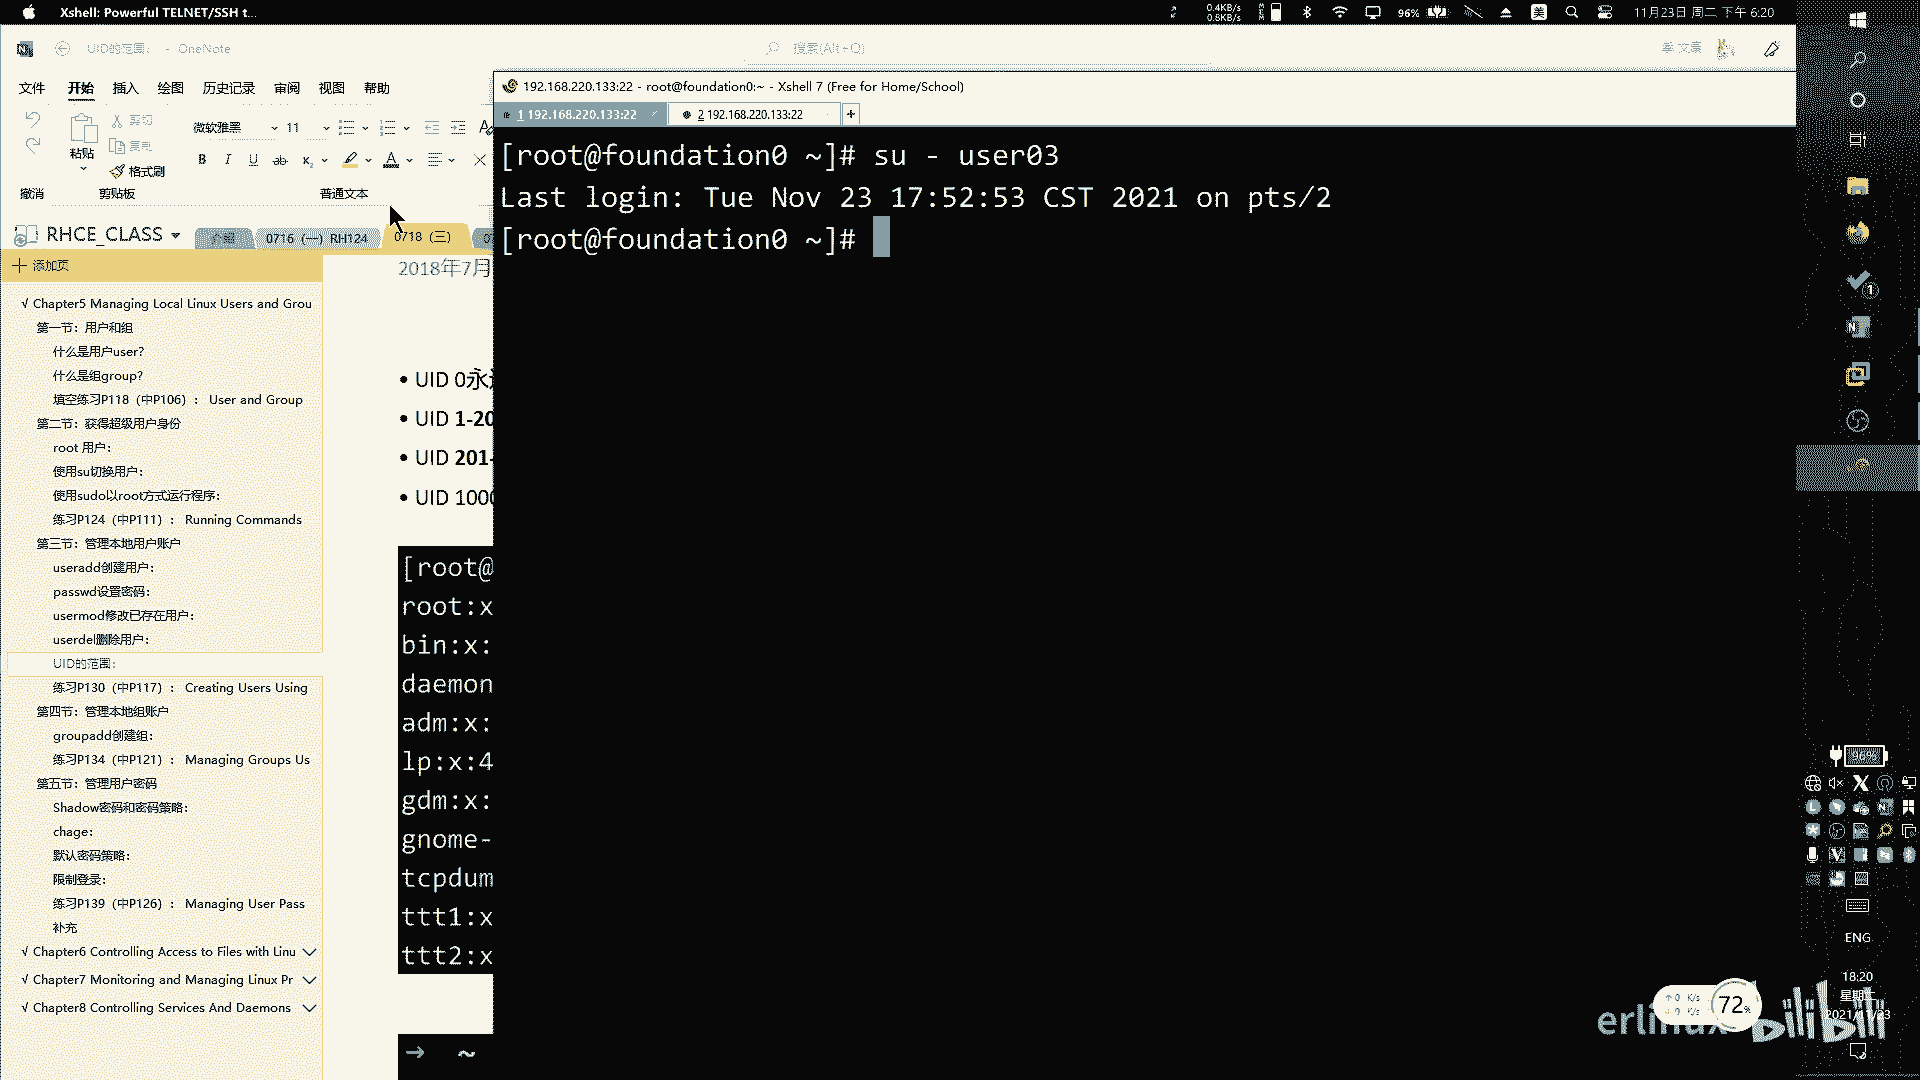 Xshell: Powerful TELNET/SSH t...
0.4KB/s
0.8KB/s
96%
美
11月23日 周二 下午 6:20
UID的范围: - OneNote
搜索(Alt+Q)
文件 开始 插入 绘图 历史记录 审阅 视图 帮助
粘贴
剪切
复制
格式刷
微软雅黑 11
B I U ab x A
撤消 剪贴板 普通文本
RHCE_CLASS
介绍 0716（一）RH124 0718（三）
添加页
√ Chapter5 Managing Local Linux Users and Grou
第一节：用户和组
什么是用户user?
什么是组group?
填空练习P118（中P106）： User and Group
第二节：获得超级用户身份
root 用户:
使用su切换用户:
使用sudo以root方式运行程序:
练习P124（中P111）： Running Commands
第三节：管理本地用户账户
useradd创建用户:
passwd设置密码:
usermod修改已存在用户:
userdel删除用户:
UID的范围:
练习P130（中P117）： Creating Users Using
第四节：管理本地组账户
groupadd创建组:
练习P134（中P121）： Managing Groups Us
第五节：管理用户密码
Shadow密码和密码策略:
chage:
默认密码策略:
限制登录:
练习P139（中P126）： Managing User Pass
补充
√ Chapter6 Controlling Access to Files with Linu
√ Chapter7 Monitoring and Managing Linux Pr
√ Chapter8 Controlling Services And Daemons
2018年7月
• UID 0永
• UID 1-20
• UID 201-
• UID 1000
[root@
root:x
bin:x:
daemon
adm:x:
lp:x:4
gdm:x:
gnome-
tcpdum
ttt1:x
ttt2:x
→ ~
192.168.220.133:22 - root@foundation0:~ - Xshell 7 (Free for Home/School)
1 192.168.220.133:22
2 192.168.220.133:22
+
[root@foundation0 ~]# su - user03
Last login: Tue Nov 23 17:52:53 CST 2021 on pts/2
[root@foundation0 ~]#
96%
ENG
18:20
2021/11/23
↑ 0 K/s
↓ 0 K/s
72%
erlinux
bilibili